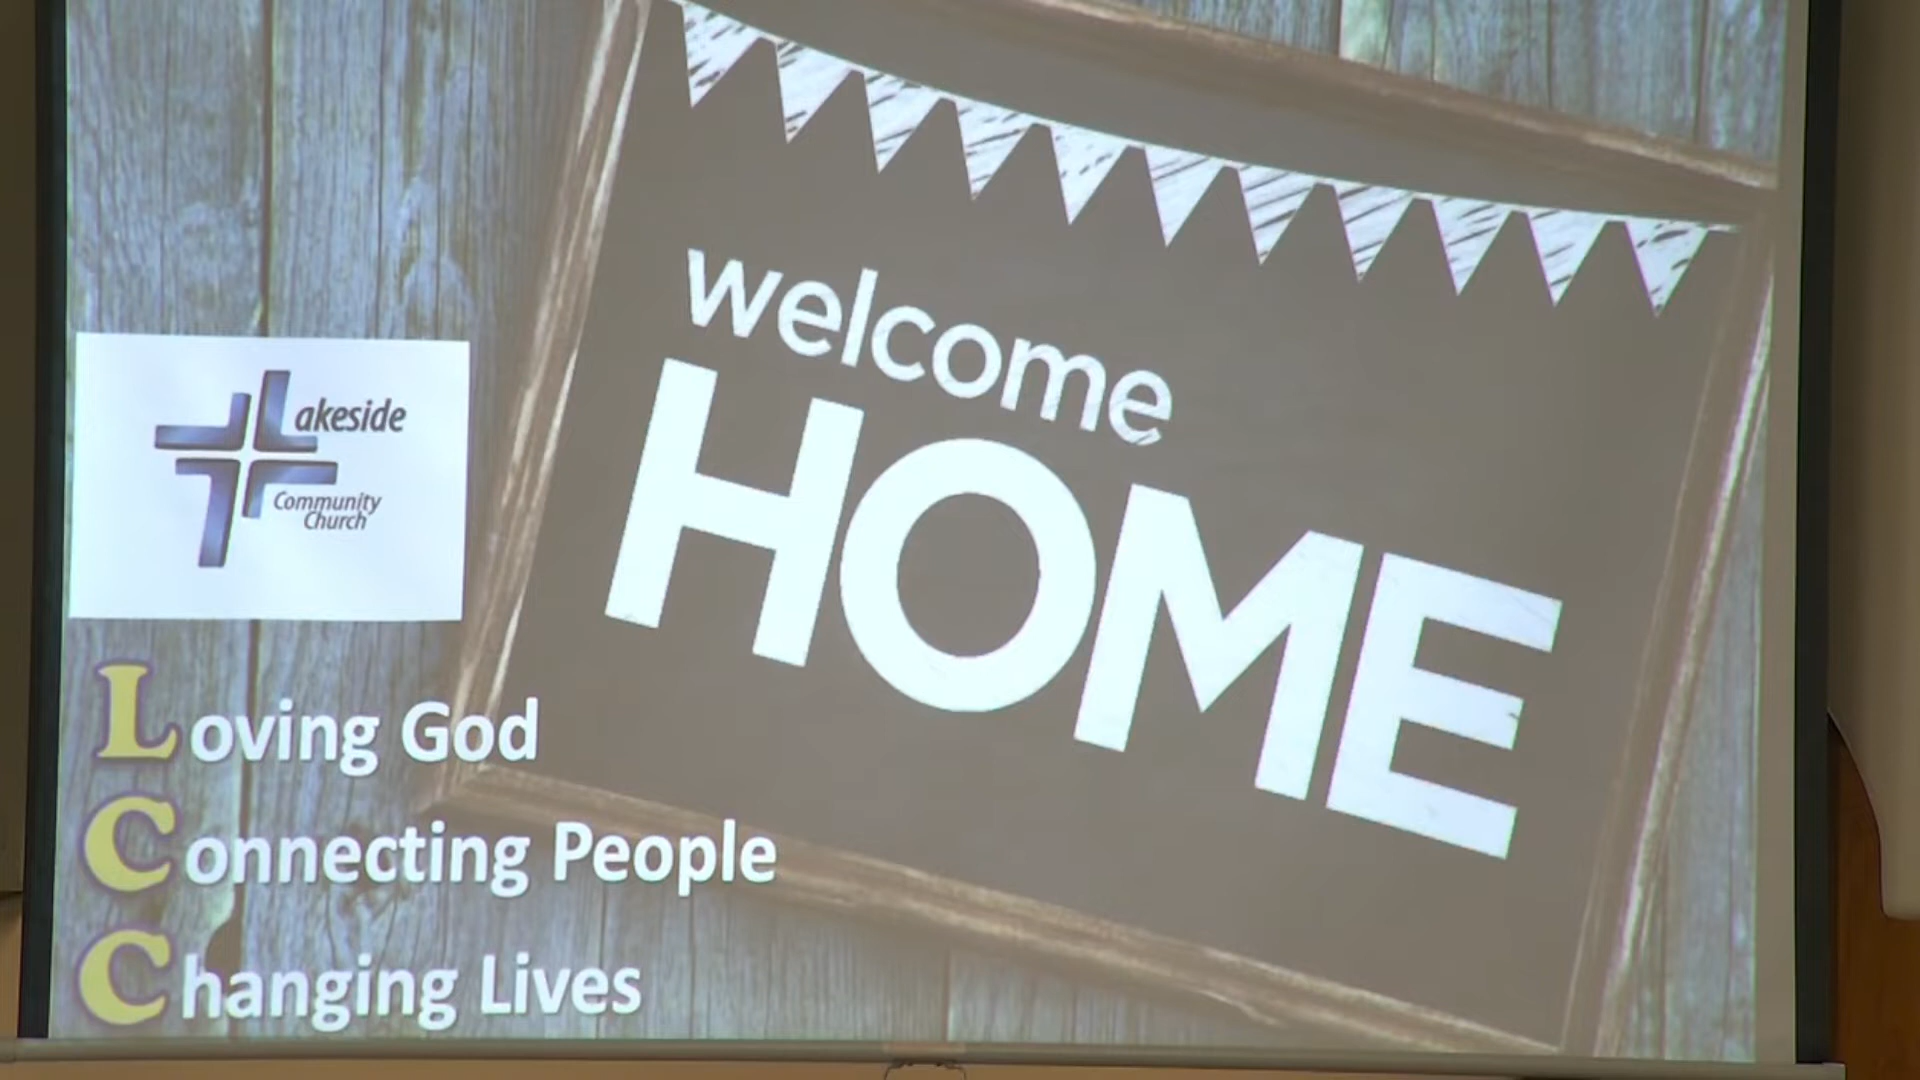 welcome
HOME
Lakeside
Community
Church
Loving God
Connecting People
Changing Lives